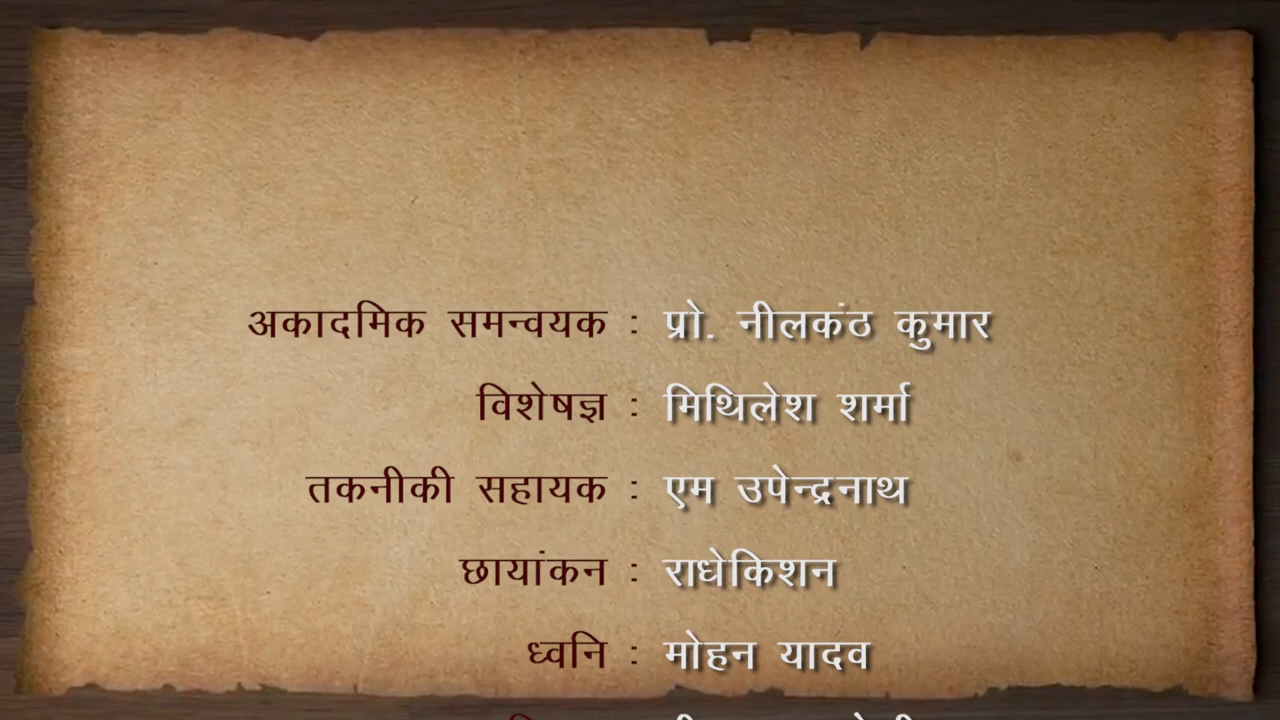 अकादमिक समन्वयक : प्रो. नीलकंठ कुमार
विशेषज्ञ : मिथिलेश शर्मा
तकनीकी सहायक : एम उपेन्द्रनाथ
छायांकन : राधेकिशन
ध्वनि : मोहन यादव